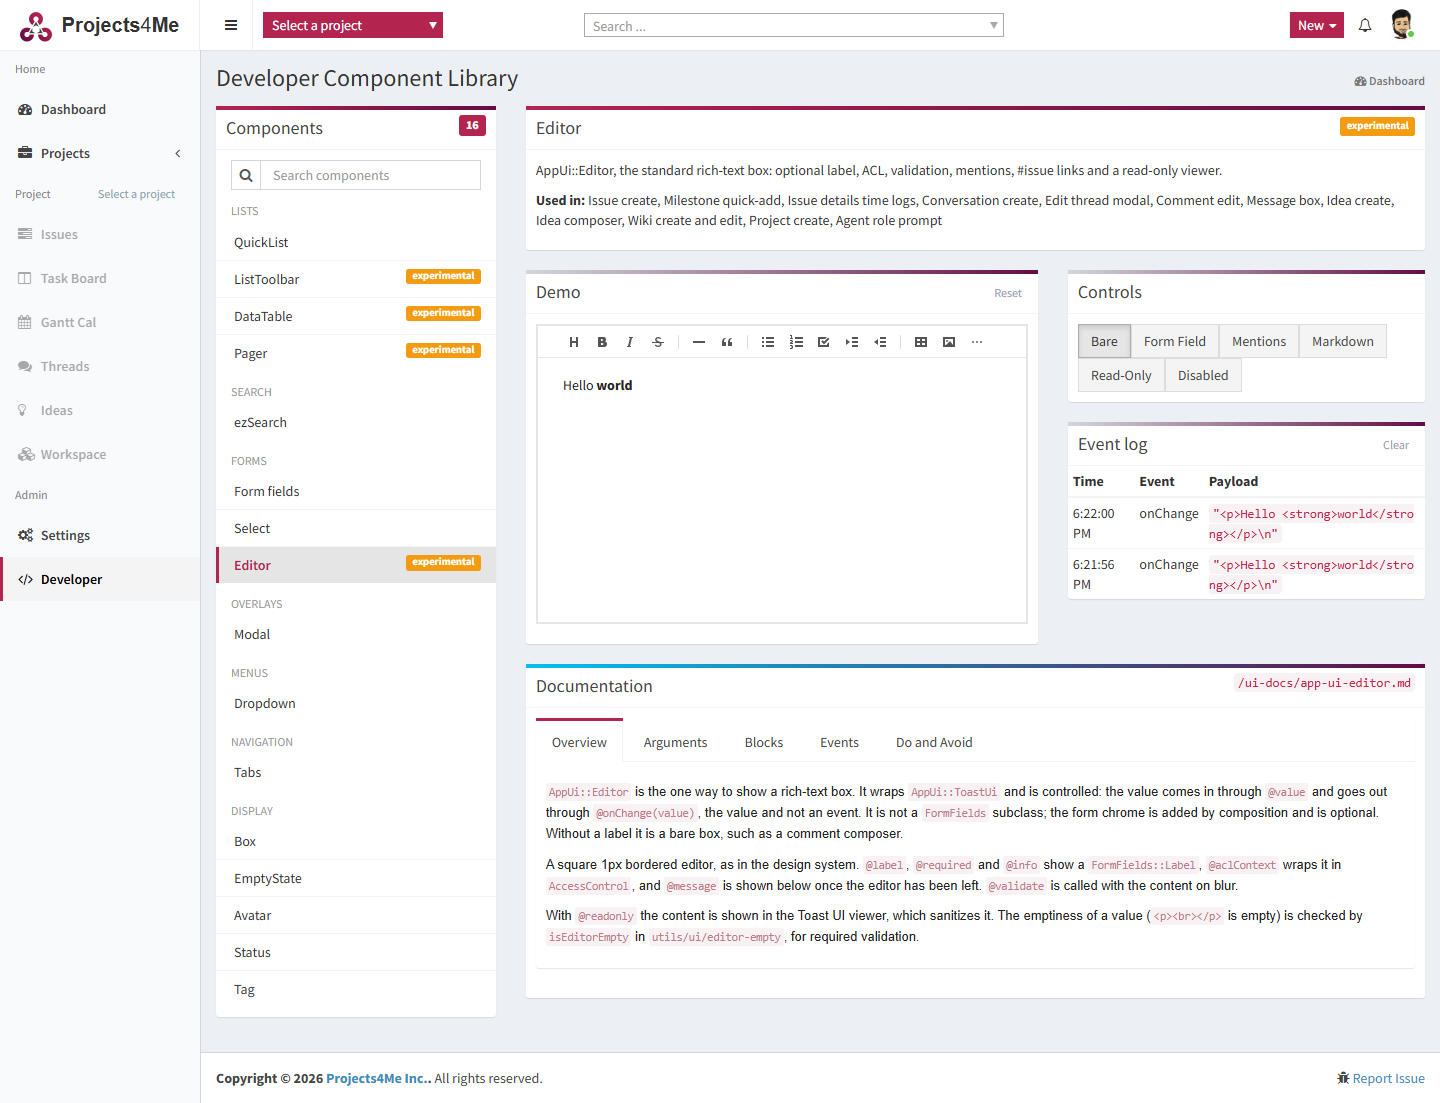 Projects4Me
Select a project
Search ...
New
Home
Dashboard
Projects
Project
Select a project
Issues
Task Board
Gantt Cal
Threads
Ideas
Workspace
Admin
Settings
Developer
Developer Component Library
Dashboard
Components
16
Search components
LISTS
QuickList
ListToolbar
experimental
DataTable
experimental
Pager
experimental
SEARCH
ezSearch
FORMS
Form fields
Select
Editor
experimental
OVERLAYS
Modal
MENUS
Dropdown
NAVIGATION
Tabs
DISPLAY
Box
EmptyState
Avatar
Status
Tag
Editor
experimental
AppUi::Editor, the standard rich-text box: optional label, ACL, validation, mentions, #issue links and a read-only viewer.
Used in: Issue create, Milestone quick-add, Issue details time logs, Conversation create, Edit thread modal, Comment edit, Message box, Idea create,
Idea composer, Wiki create and edit, Project create, Agent role prompt
Demo
Reset
H B I S
Hello world
Controls
Bare
Form Field
Mentions
Markdown
Read-Only
Disabled
Event log
Clear
Time Event Payload
6:22:00 PM onChange "<p>Hello <strong>world</strong></p>\n"
6:21:56 PM onChange "<p>Hello <strong>world</strong></p>\n"
Documentation
/ui-docs/app-ui-editor.md
Overview
Arguments
Blocks
Events
Do and Avoid
AppUi::Editor is the one way to show a rich-text box. It wraps AppUi::ToastUi and is controlled: the value comes in through @value and goes out
through @onChange(value), the value and not an event. It is not a FormFields subclass; the form chrome is added by composition and is optional.
Without a label it is a bare box, such as a comment composer.
A square 1px bordered editor, as in the design system. @label, @required and @info show a FormFields::Label, @aclContext wraps it in
AccessControl, and @message is shown below once the editor has been left. @validate is called with the content on blur.
With @readonly the content is shown in the Toast UI viewer, which sanitizes it. The emptiness of a value (<p><br></p> is empty) is checked by
isEditorEmpty in utils/ui/editor-empty, for required validation.
Copyright © 2026 Projects4Me Inc.. All rights reserved.
Report Issue